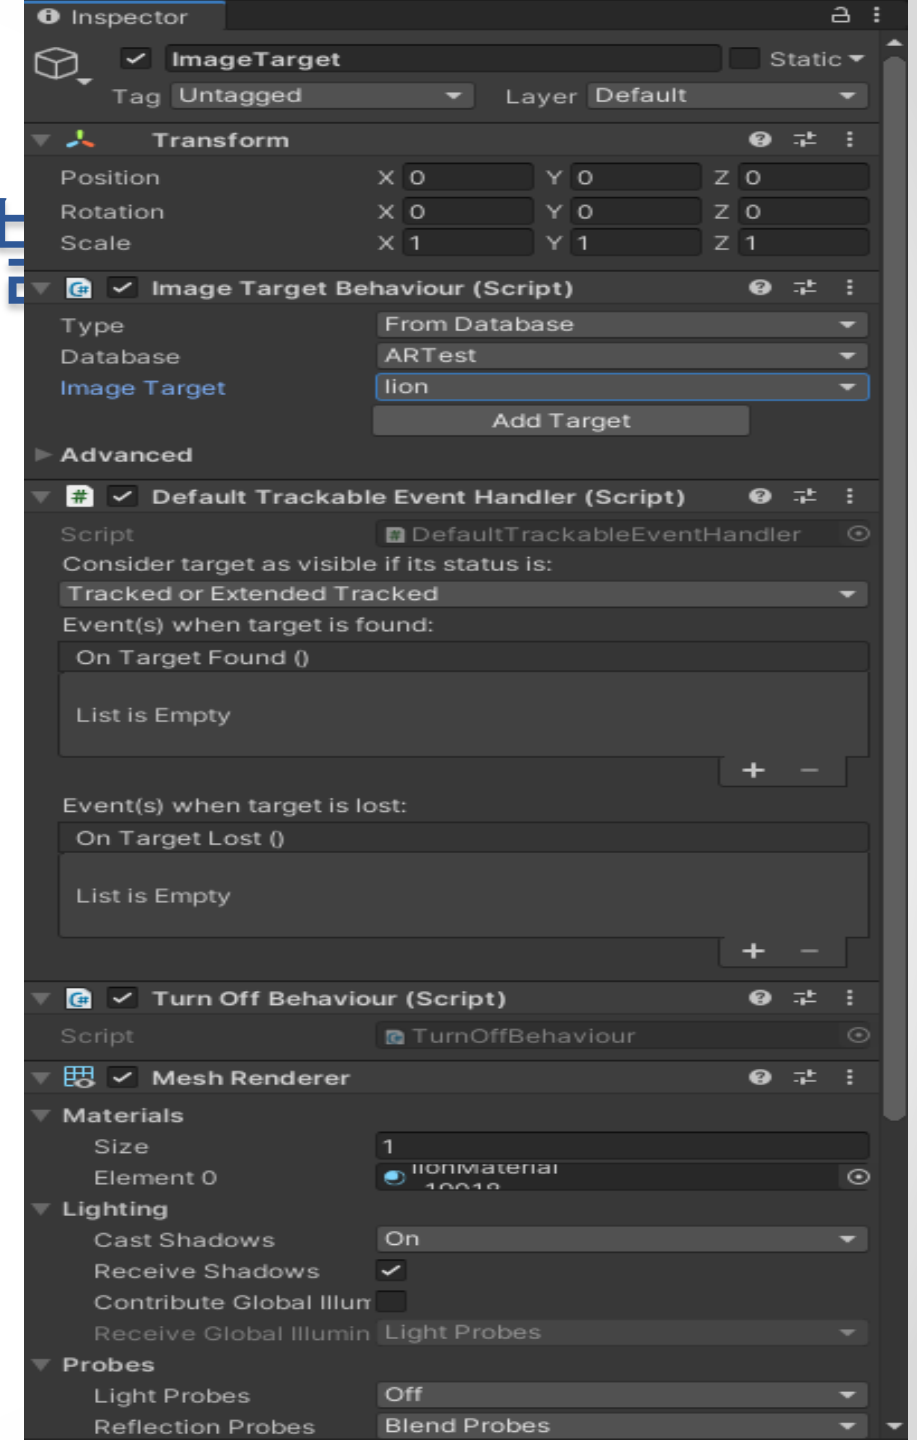 Inspector
ImageTarget Static
Tag Untagged Layer Default
Transform
Position X 0 Y 0 Z 0
Rotation X 0 Y 0 Z 0
Scale X 1 Y 1 Z 1
Image Target Behaviour (Script)
Type From Database
Database ARTest
Image Target lion
Add Target
Advanced
# Default Trackable Event Handler (Script)
Script # DefaultTrackableEventHandler
Consider target as visible if its status is:
Tracked or Extended Tracked
Event(s) when target is found:
On Target Found ()
List is Empty
+ −
Event(s) when target is lost:
On Target Lost ()
List is Empty
+ −
Turn Off Behaviour (Script)
Script TurnOffBehaviour
Mesh Renderer
Materials
Size 1
Element 0 lionMaterial
Lighting
Cast Shadows On
Receive Shadows
Contribute Global Illum
Receive Global Illumin Light Probes
Probes
Light Probes Off
Reflection Probes Blend Probes